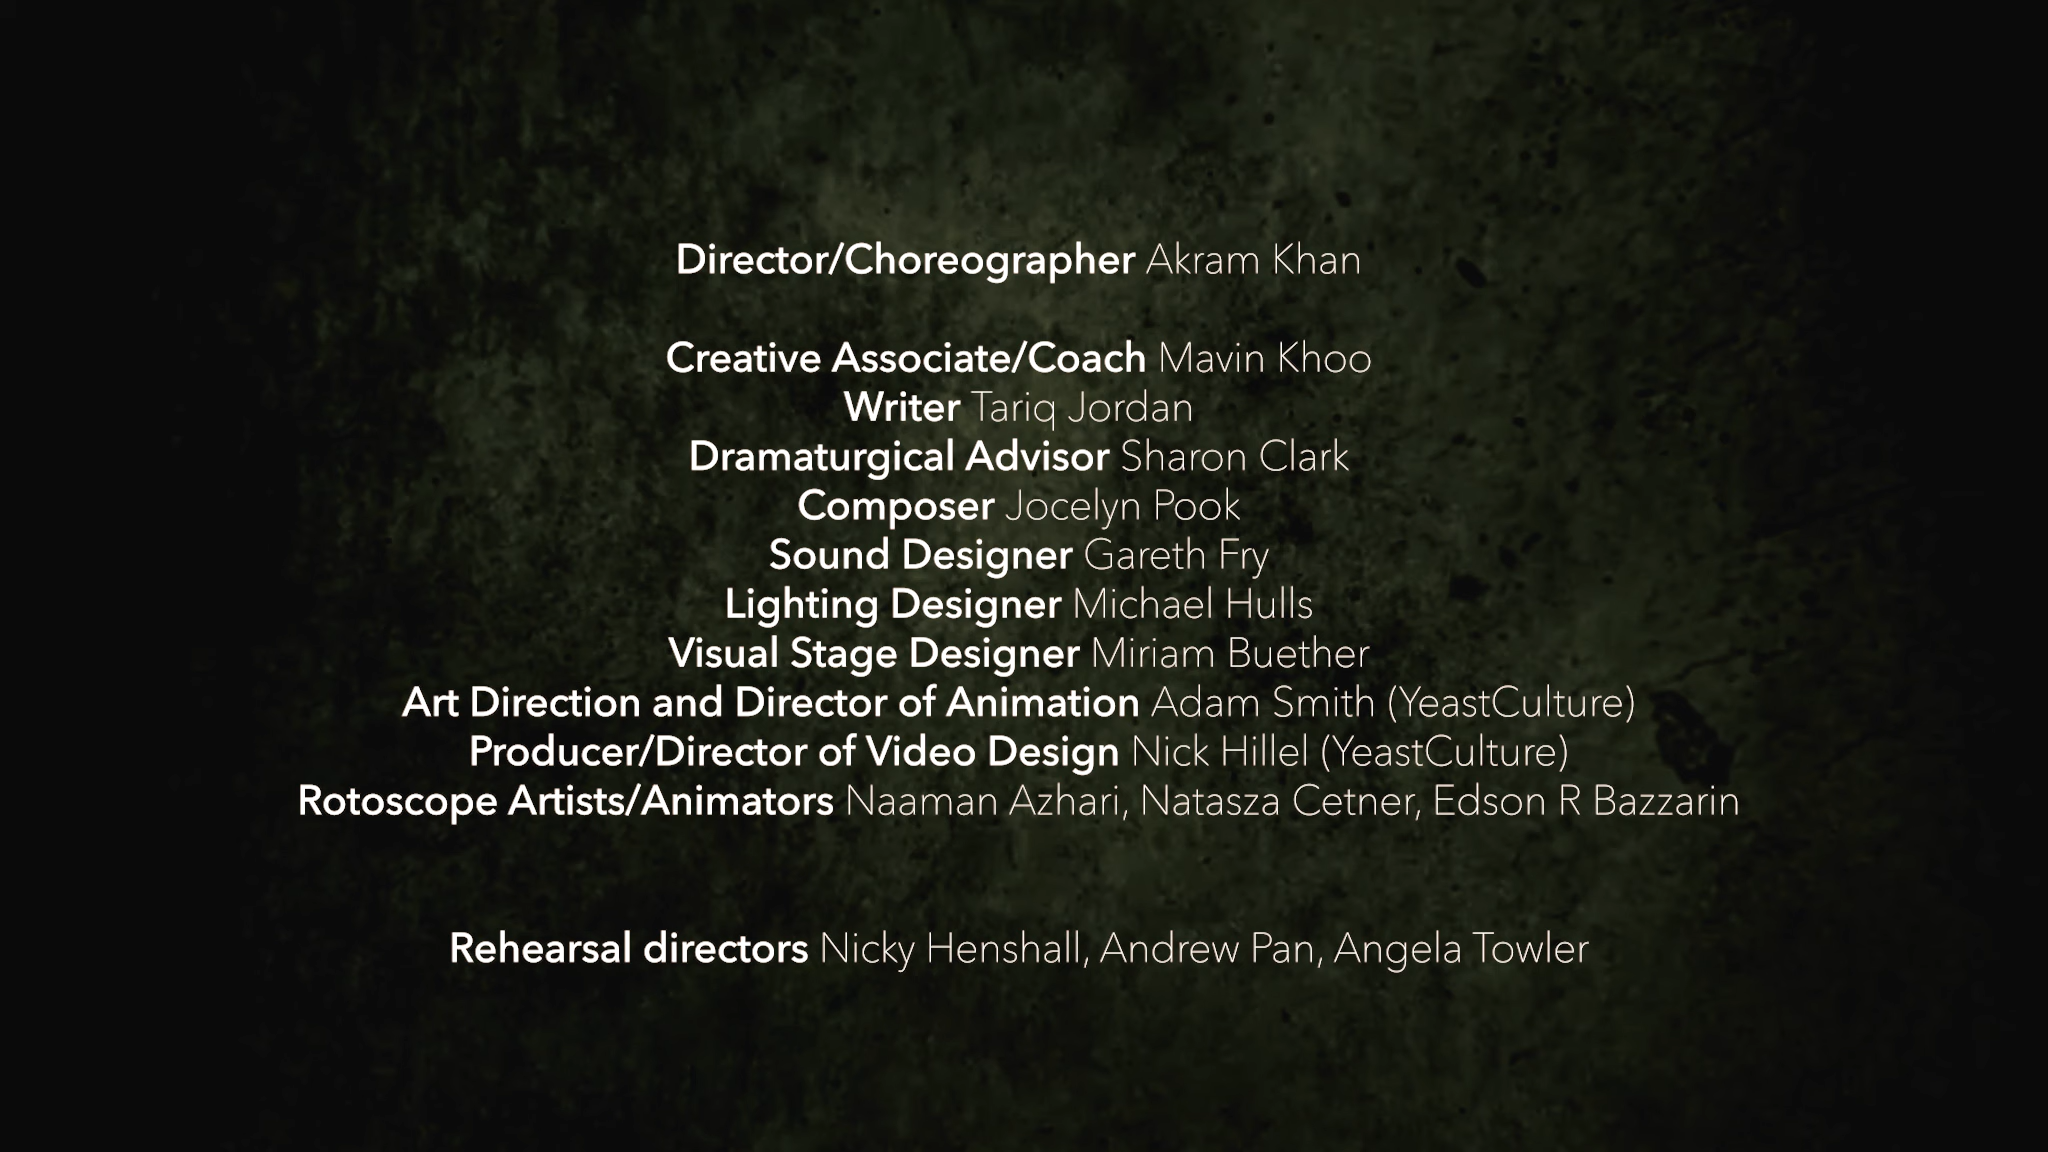 Director/Choreographer Akram Khan
Creative Associate/Coach Mavin Khoo
Writer Tariq Jordan
Dramaturgical Advisor Sharon Clark
Composer Jocelyn Pook
Sound Designer Gareth Fry
Lighting Designer Michael Hulls
Visual Stage Designer Miriam Buether
Art Direction and Director of Animation Adam Smith (YeastCulture)
Producer/Director of Video Design Nick Hillel (YeastCulture)
Rotoscope Artists/Animators Naaman Azhari, Natasza Cetner, Edson R Bazzarin
Rehearsal directors Nicky Henshall, Andrew Pan, Angela Towler